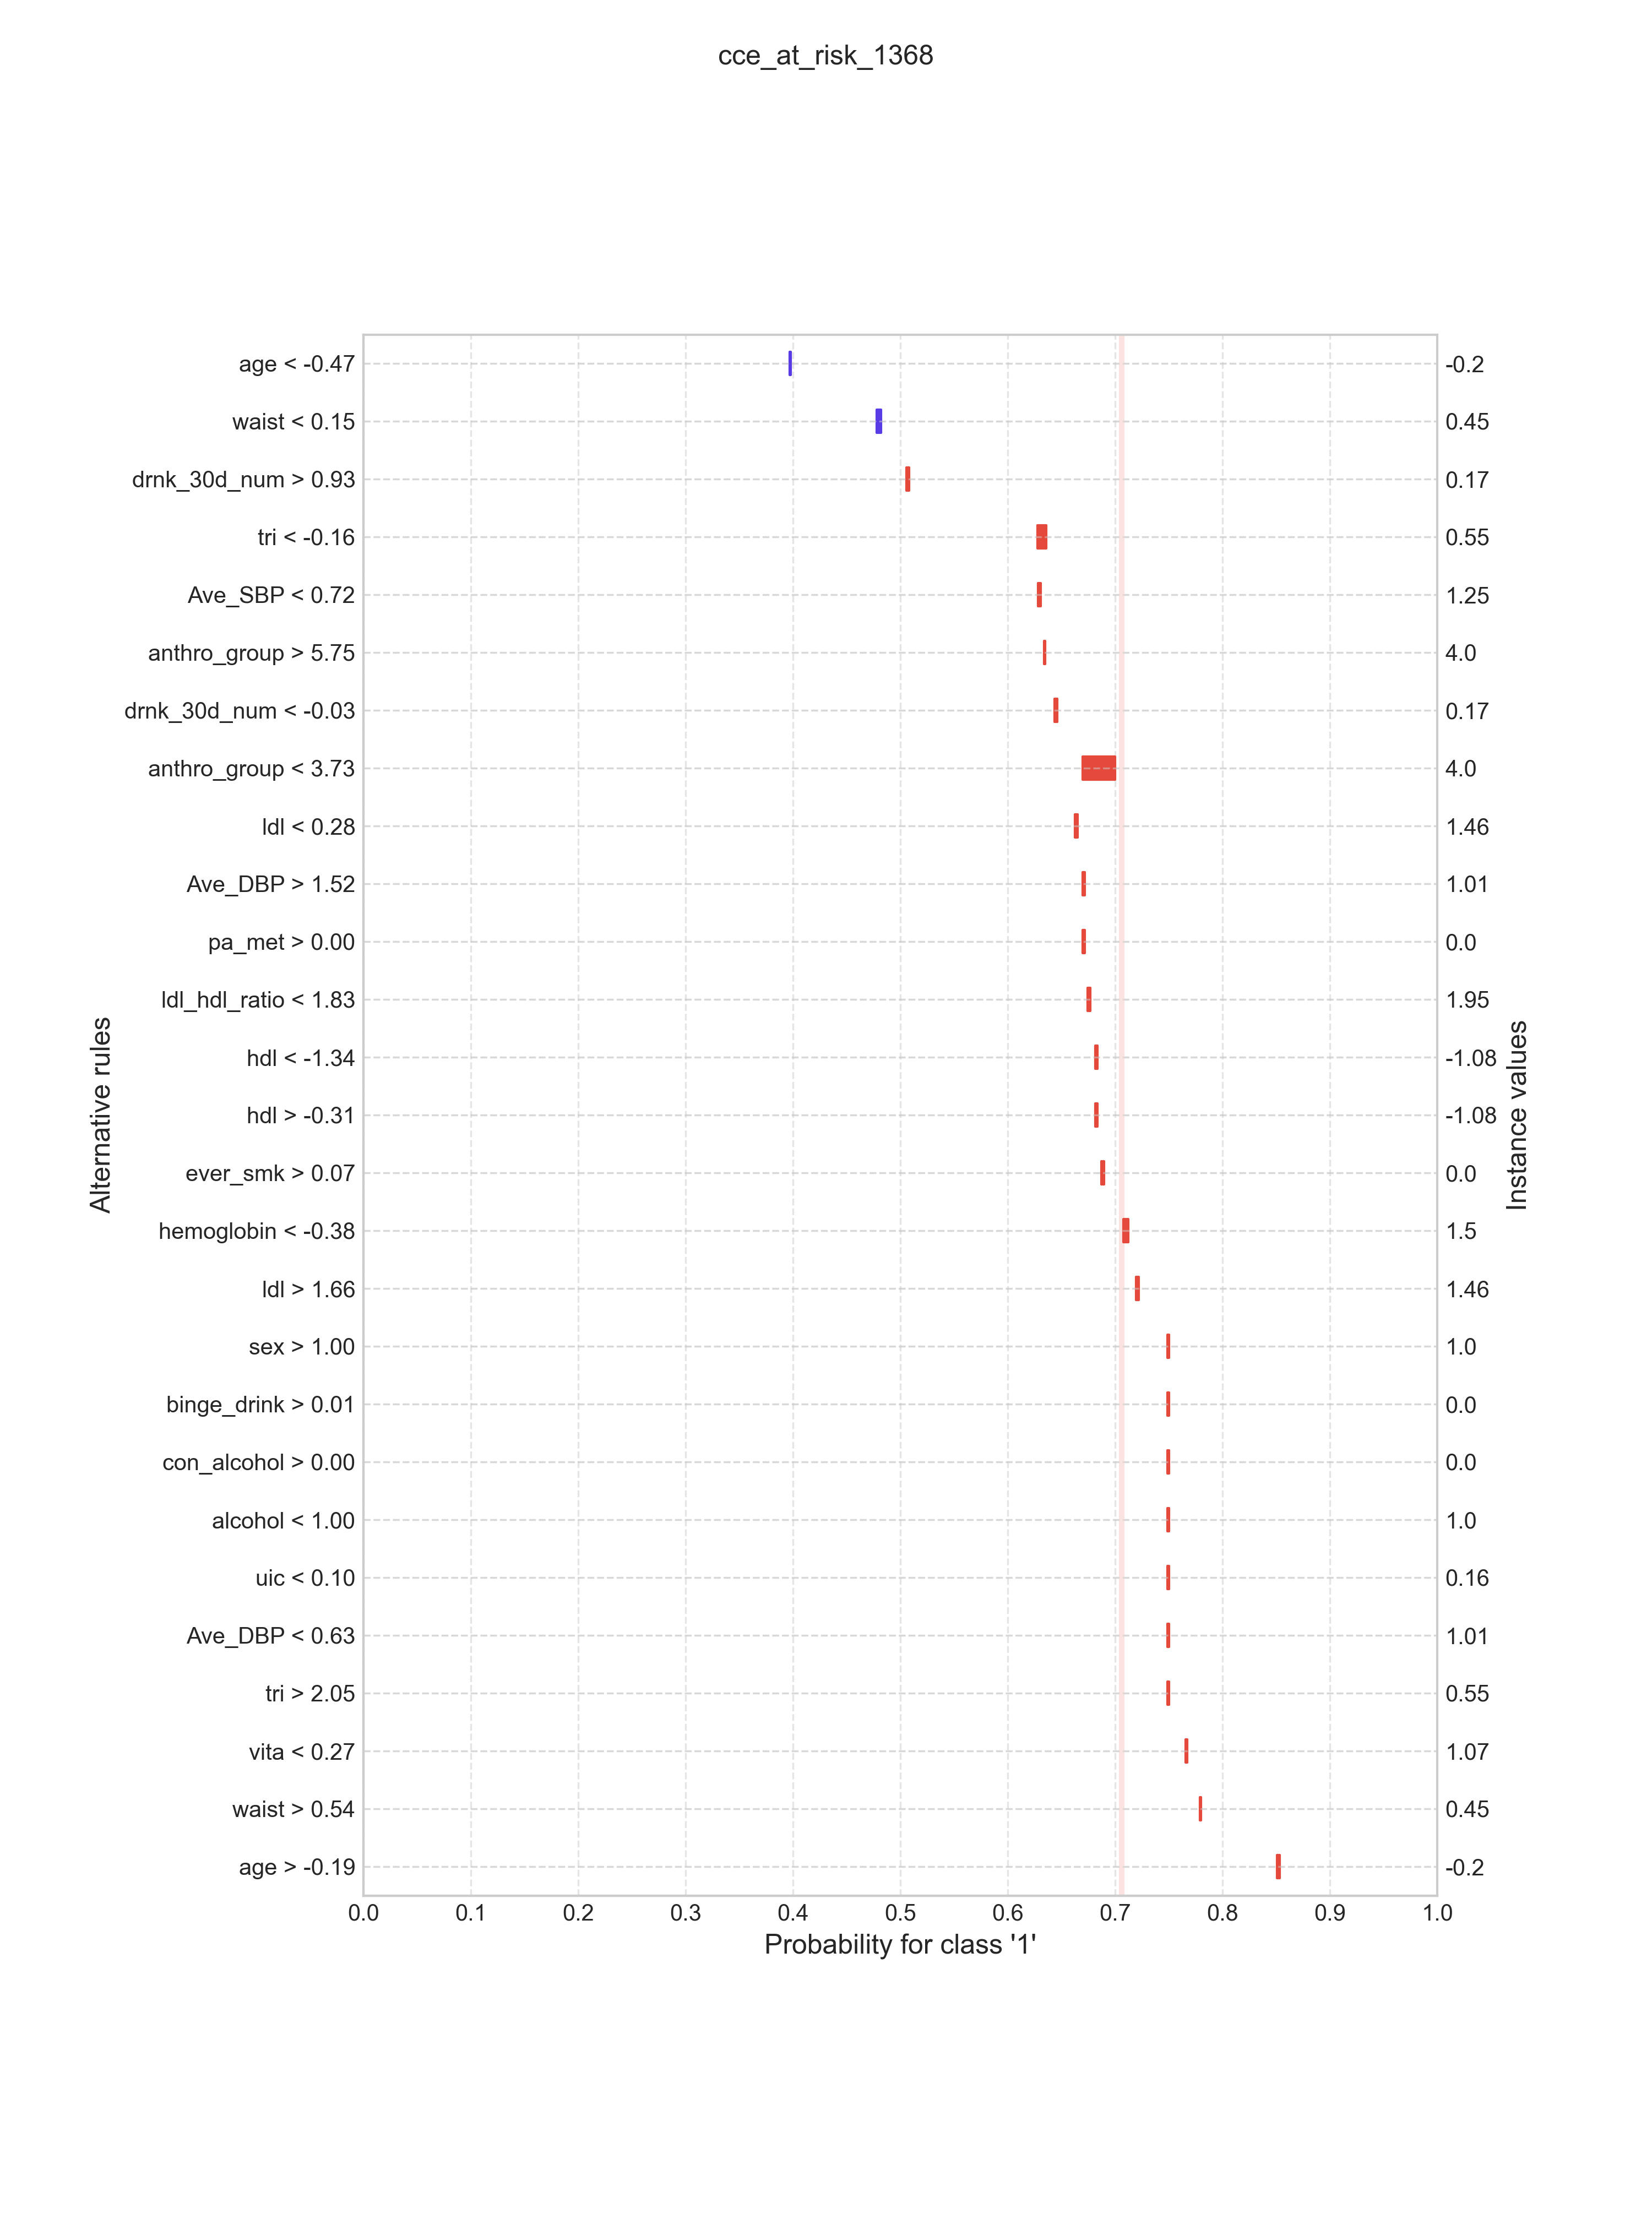 cce_at_risk_1368
age < -0.47 -0.2
waist < 0.15 0.45
drnk_30d_num > 0.93 0.17
tri < -0.16 0.55
Ave_SBP < 0.72 1.25
anthro_group > 5.75 4.0
drnk_30d_num < -0.03 0.17
anthro_group < 3.73 4.0
ldl < 0.28 1.46
Ave_DBP > 1.52 1.01
pa_met > 0.00 0.0
ldl_hdl_ratio < 1.83 1.95
hdl < -1.34 -1.08
hdl > -0.31 -1.08
ever_smk > 0.07 0.0
hemoglobin < -0.38 1.5
ldl > 1.66 1.46
sex > 1.00 1.0
binge_drink > 0.01 0.0
con_alcohol > 0.00 0.0
alcohol < 1.00 1.0
uic < 0.10 0.16
Ave_DBP < 0.63 1.01
tri > 2.05 0.55
vita < 0.27 1.07
waist > 0.54 0.45
age > -0.19 -0.2
Alternative rules
Instance values
0.0 0.1 0.2 0.3 0.4 0.5 0.6 0.7 0.8 0.9 1.0
Probability for class '1'